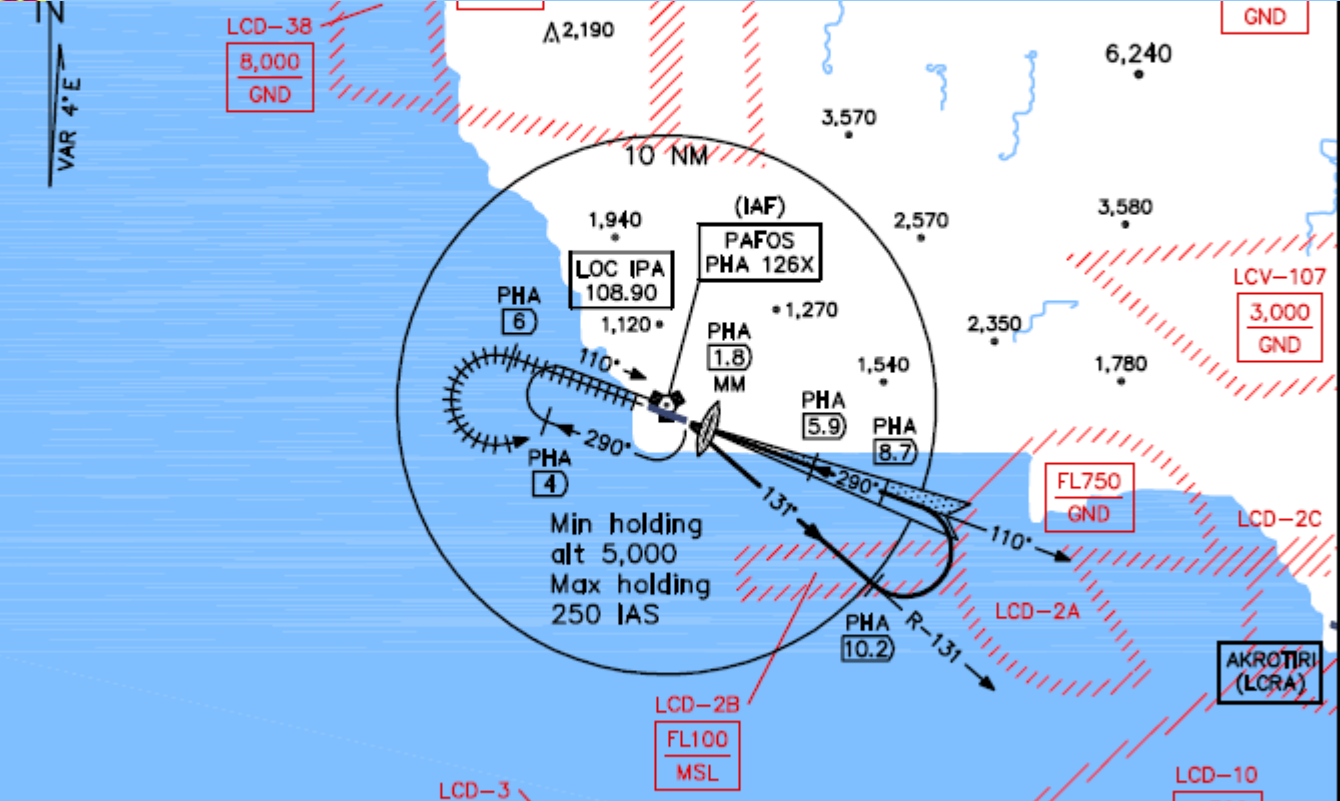 N
VAR 4°E
LCD-38
8,000
GND
2,190
GND
6,240
3,570
10 NM
(IAF)
PAFOS
PHA 126X
1,940
2,570
3,580
LOC IPA
108.90
LCV-107
3,000
GND
PHA
6
1,120
1,270
2,350
PHA
1.8
MM
110°
1,540
1,780
PHA
5.9
PHA
8.7
290°
PHA
4
290°
FL750
GND
131°
110°
LCD-2C
Min holding
alt 5,000
Max holding
250 IAS
LCD-2A
PHA
10.2
R-131
AKROTIRI
(LCRA)
LCD-2B
FL100
MSL
LCD-3
LCD-10